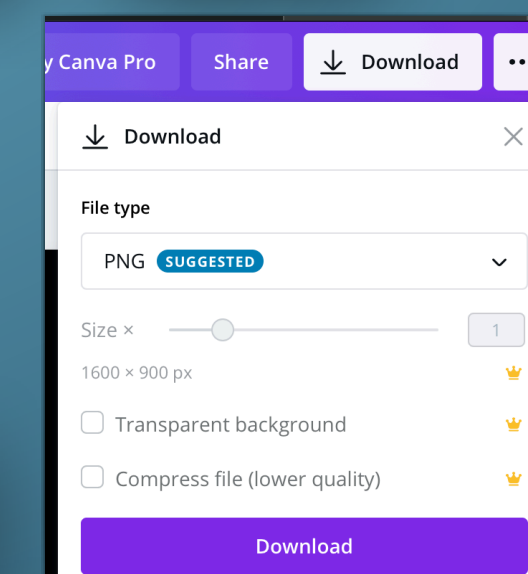 y Canva Pro
Share
Download
Download
File type
PNG SUGGESTED
Size ×
1
1600 × 900 px
Transparent background
Compress file (lower quality)
Download